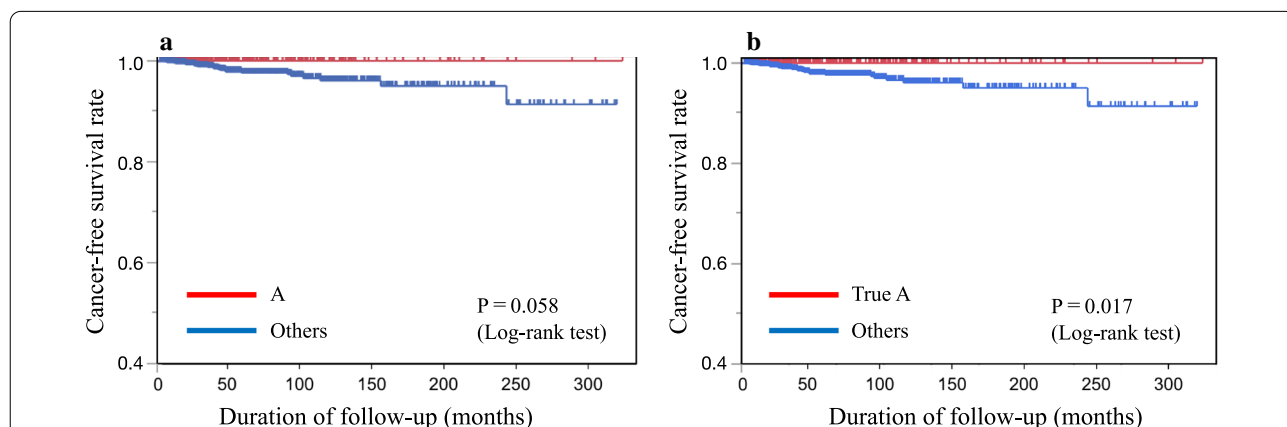 a
1.0
0.8
0.6
0.4
Cancer-free survival rate
A
Others
P = 0.058
(Log-rank test)
0 50 100 150 200 250 300
Duration of follow-up (months)
b
1.0
0.8
0.6
0.4
Cancer-free survival rate
True A
Others
P = 0.017
(Log-rank test)
0 50 100 150 200 250 300
Duration of follow-up (months)